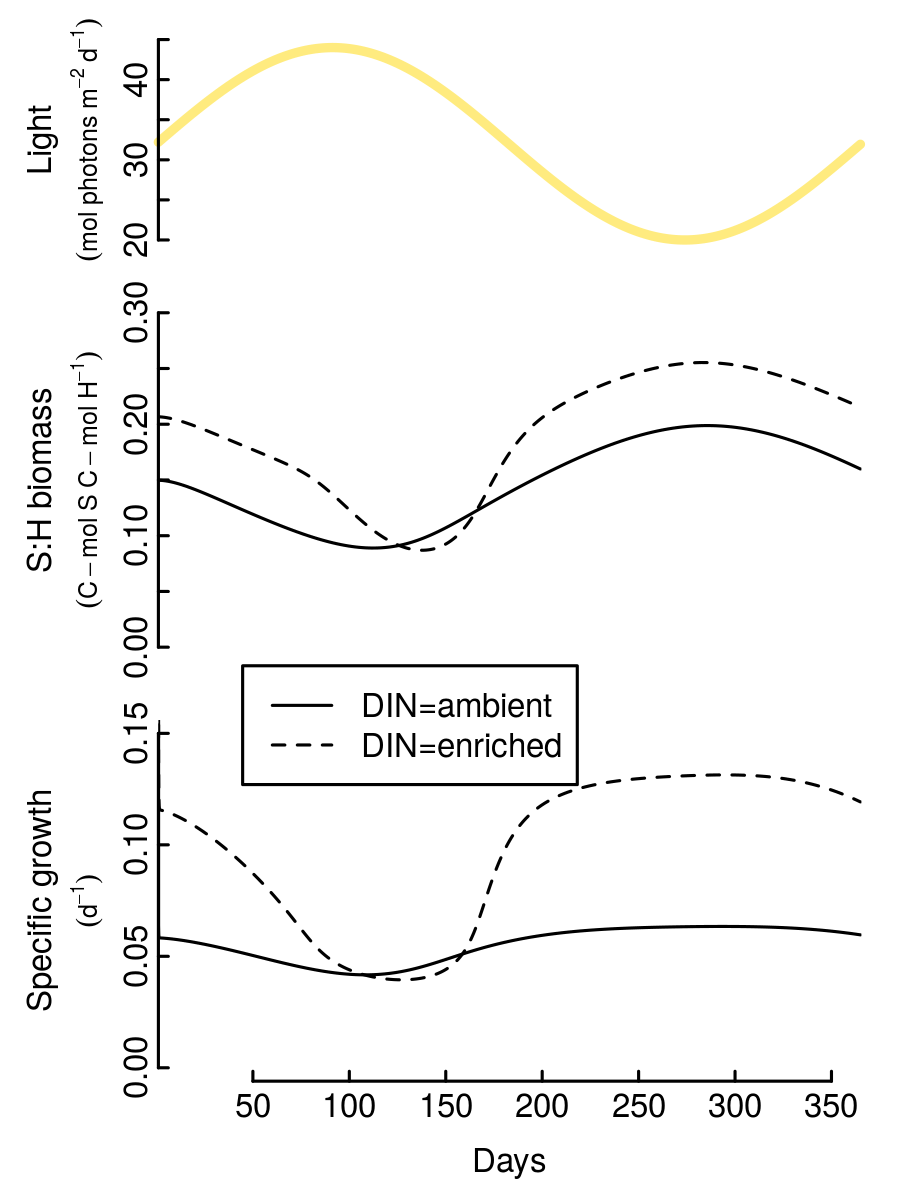 Light
(mol photons m⁻² d⁻¹)
40
30
20
S:H biomass
(C−mol S C−mol H⁻¹)
0.30
0.20
0.10
0.00
DIN=ambient
DIN=enriched
Specific growth
(d⁻¹)
0.15
0.10
0.05
0.00
50 100 150 200 250 300 350
Days